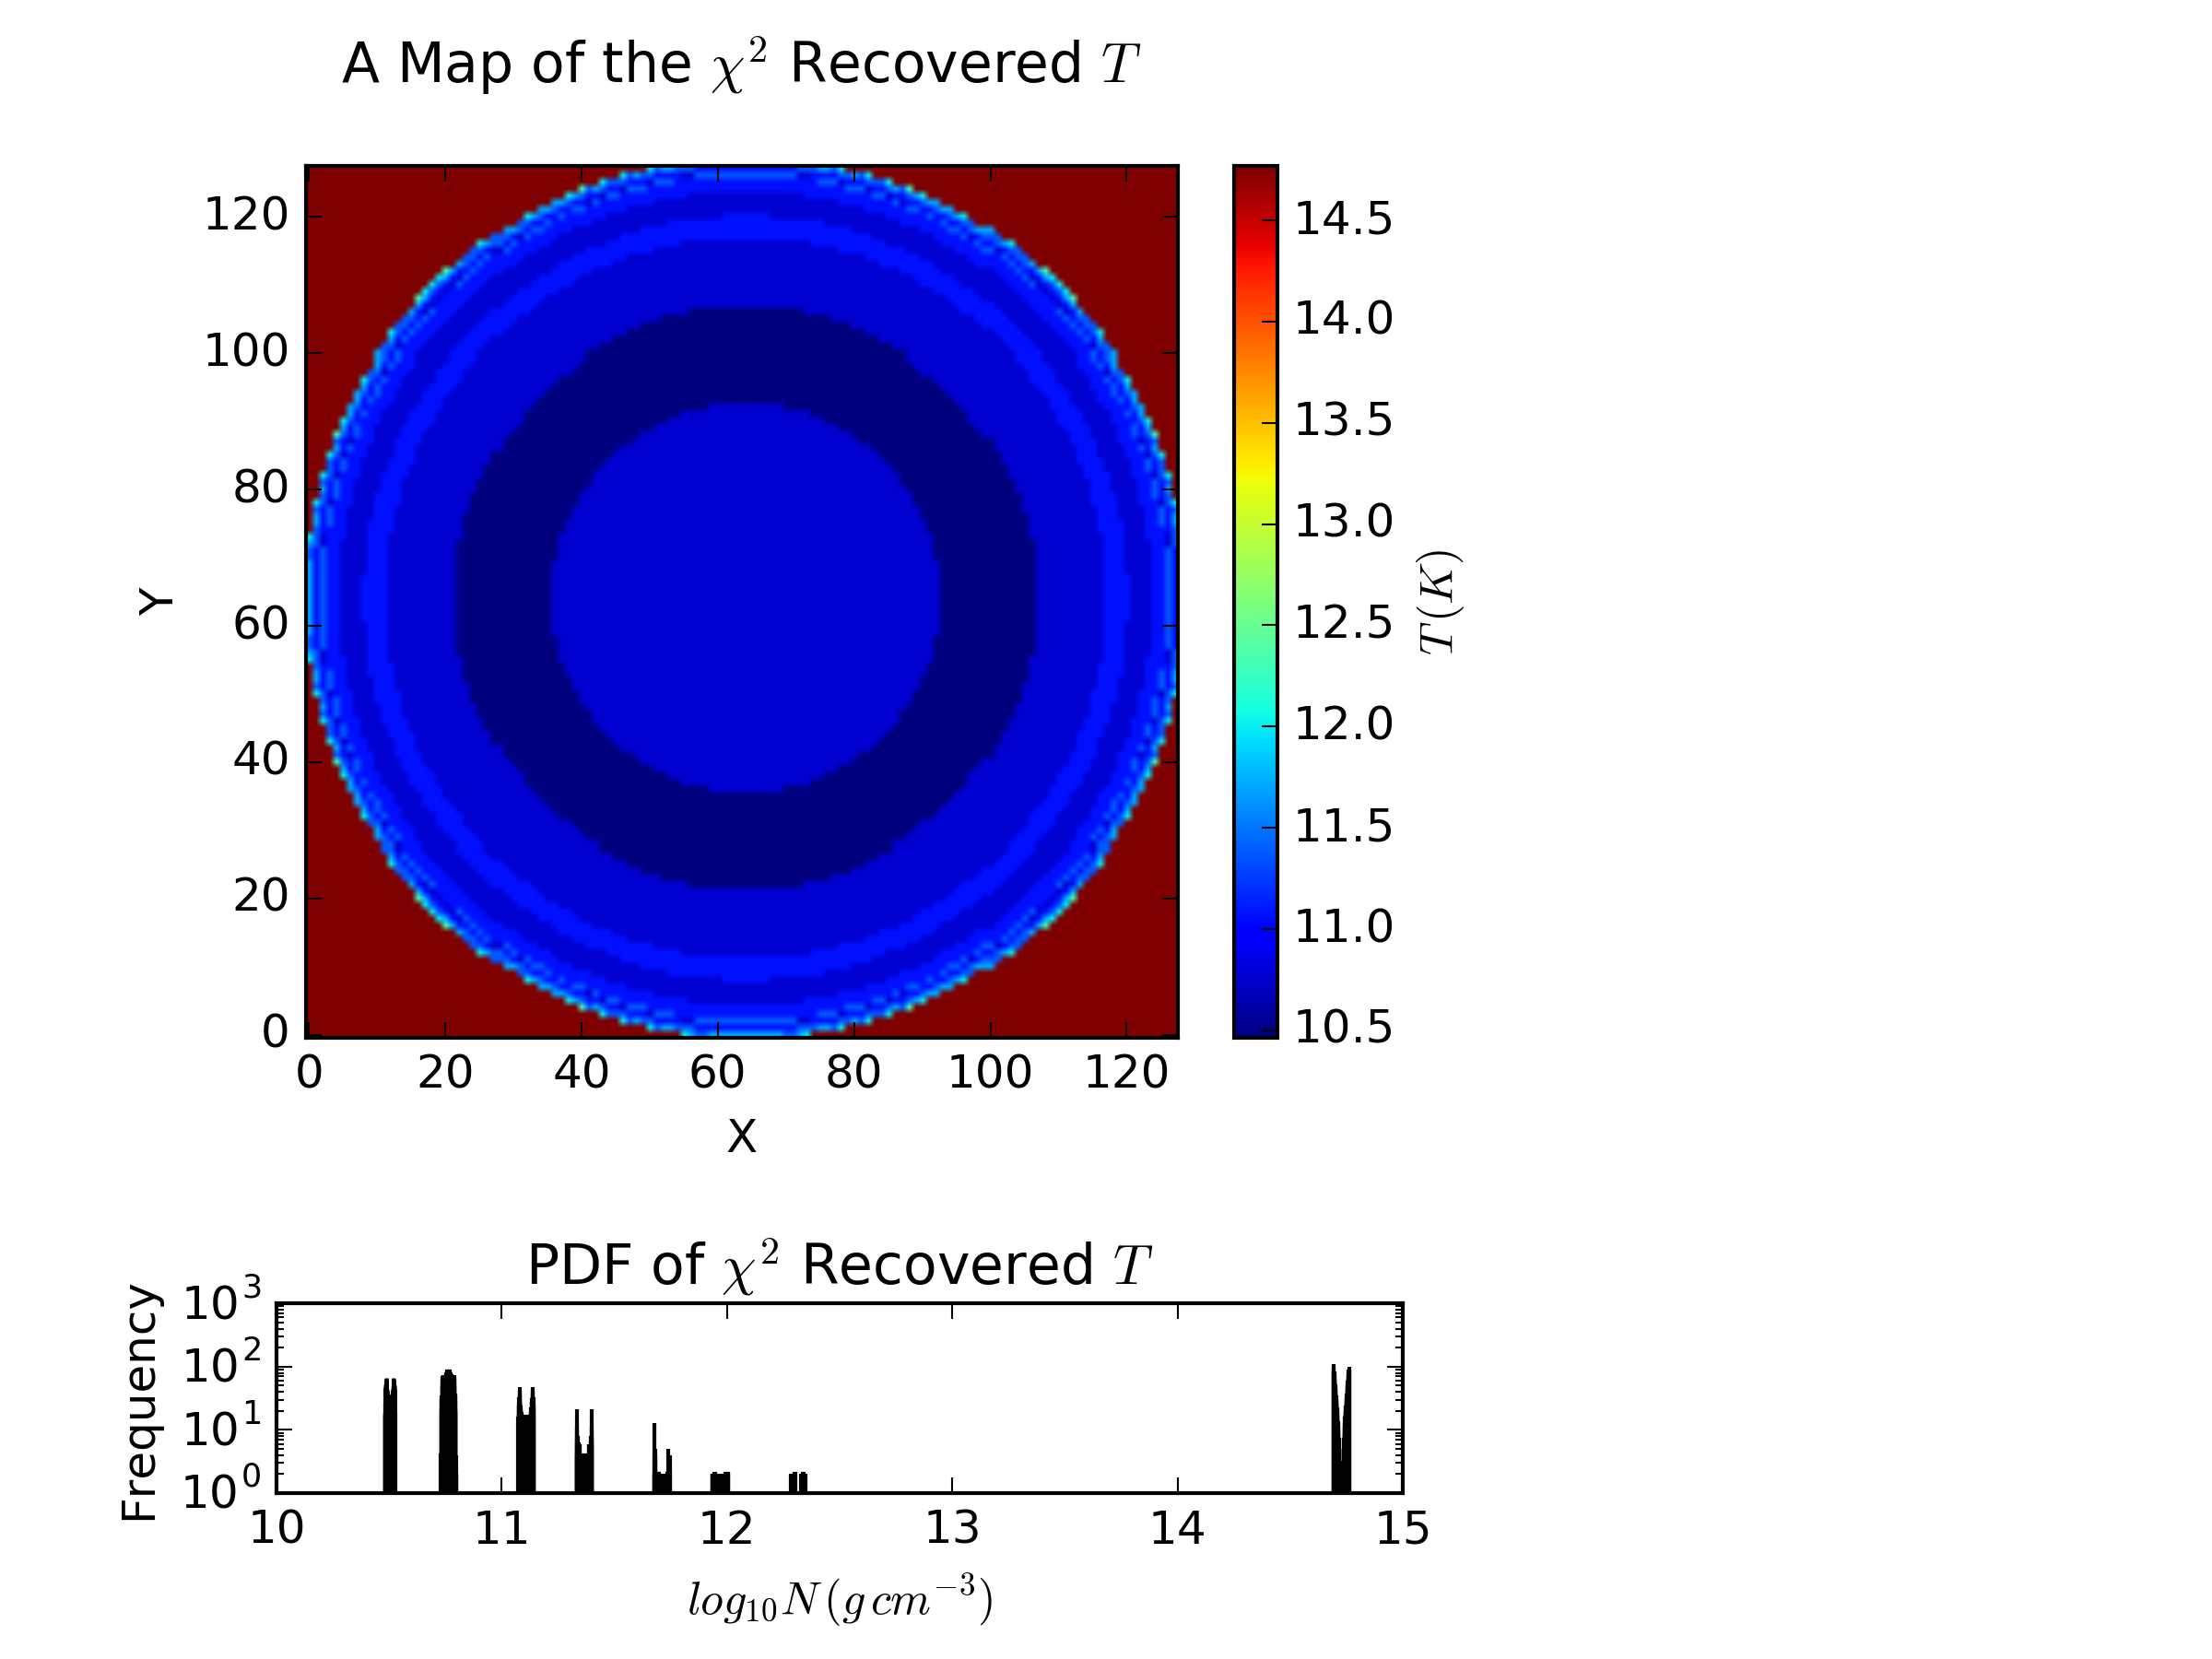 A Map of the χ² Recovered T
120
100
80
60
40
20
0
Y
0 20 40 60 80 100 120
X
14.5
14.0
13.5
13.0
12.5
12.0
11.5
11.0
10.5
T(K)
PDF of χ² Recovered T
10³
10²
10¹
10⁰
Frequency
10 11 12 13 14 15
log₁₀N(g cm⁻³)